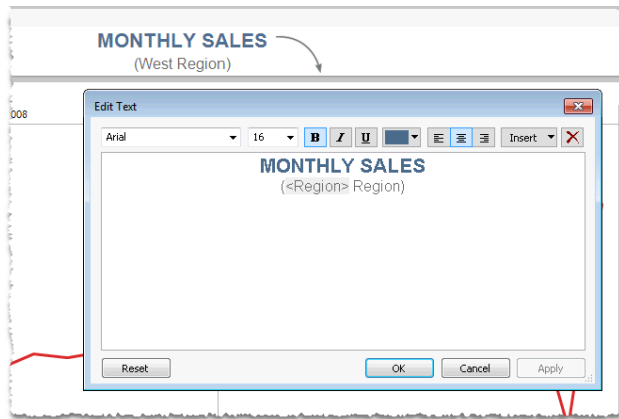 MONTHLY SALES
(West Region)
008
Edit Text
Arial 16 B I U Insert
MONTHLY SALES
(<Region> Region)
Reset OK Cancel Apply